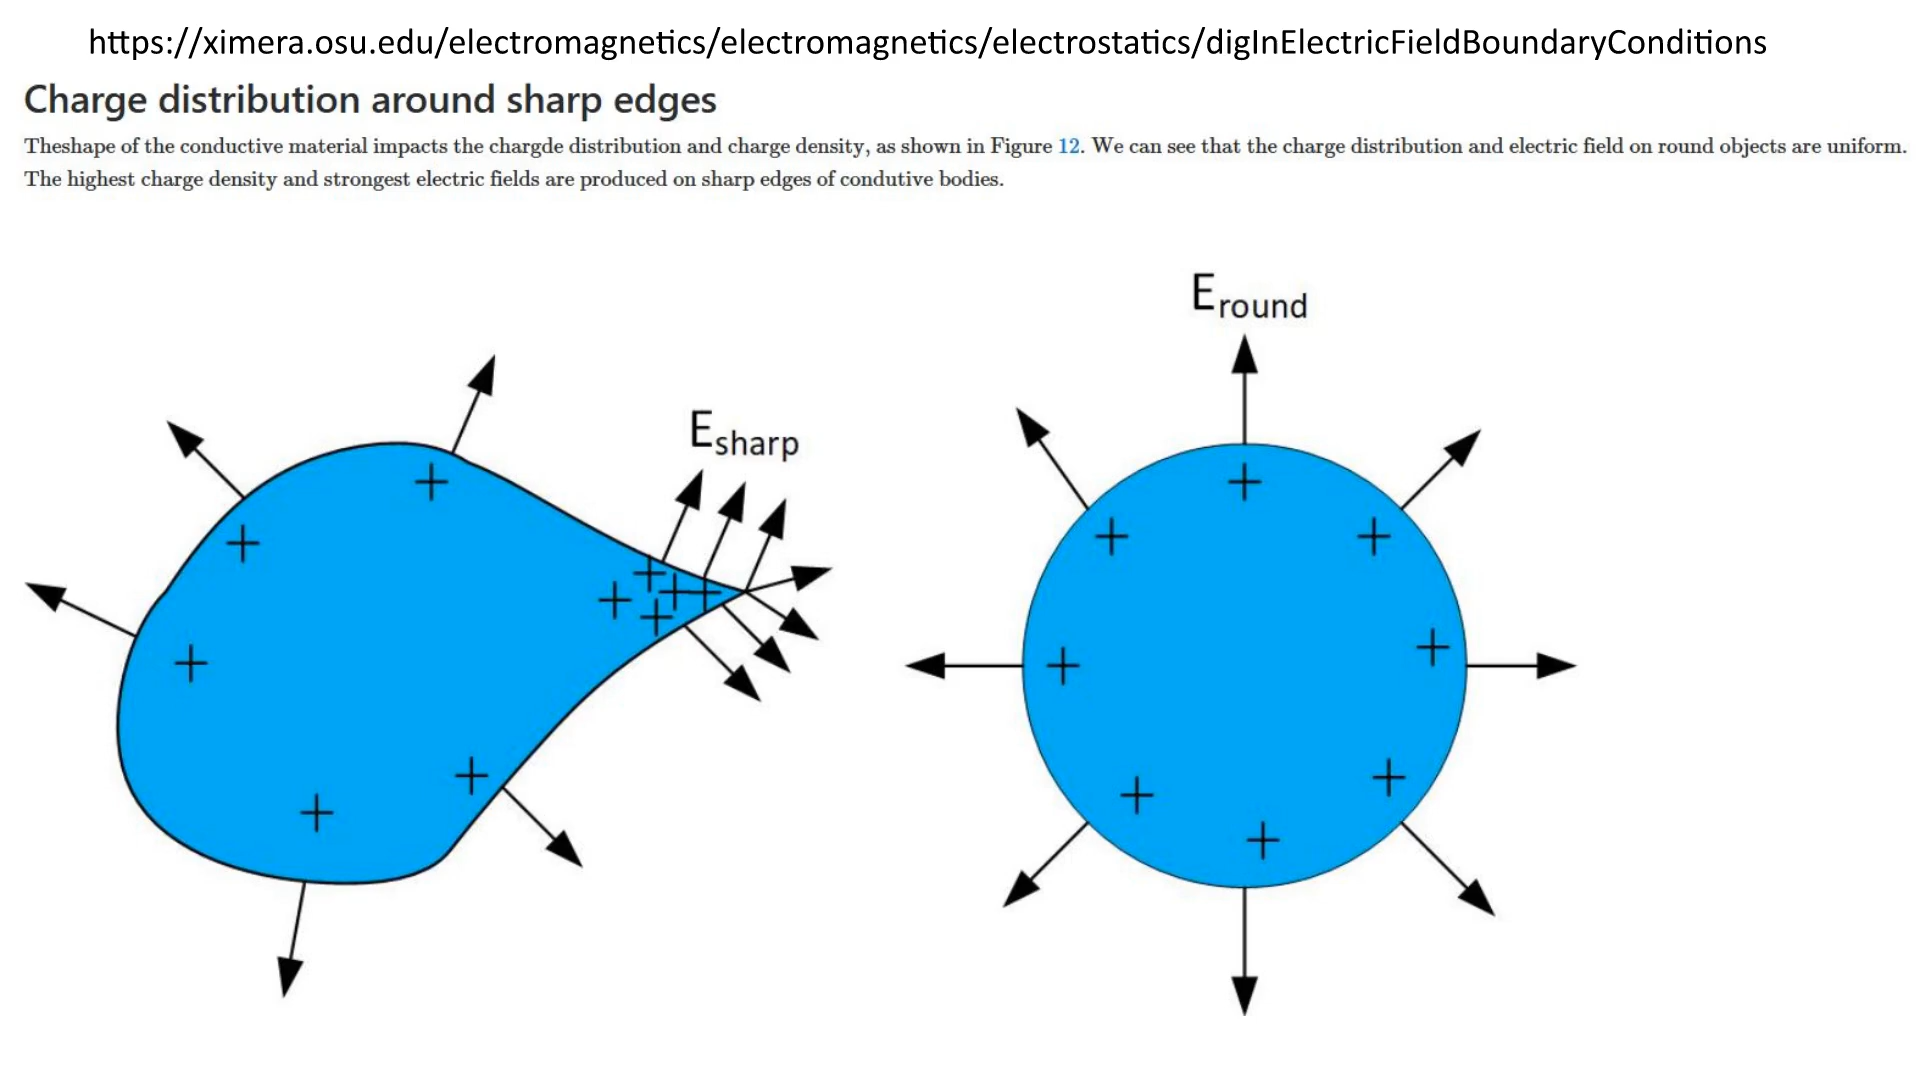 https://ximera.osu.edu/electromagnetics/electromagnetics/electrostatics/digInElectricFieldBoundaryConditions
Charge distribution around sharp edges
Theshape of the conductive material impacts the chargde distribution and charge density, as shown in Figure 12. We can see that the charge distribution and electric field on round objects are uniform.
The highest charge density and strongest electric fields are produced on sharp edges of condutive bodies.
E round
E sharp